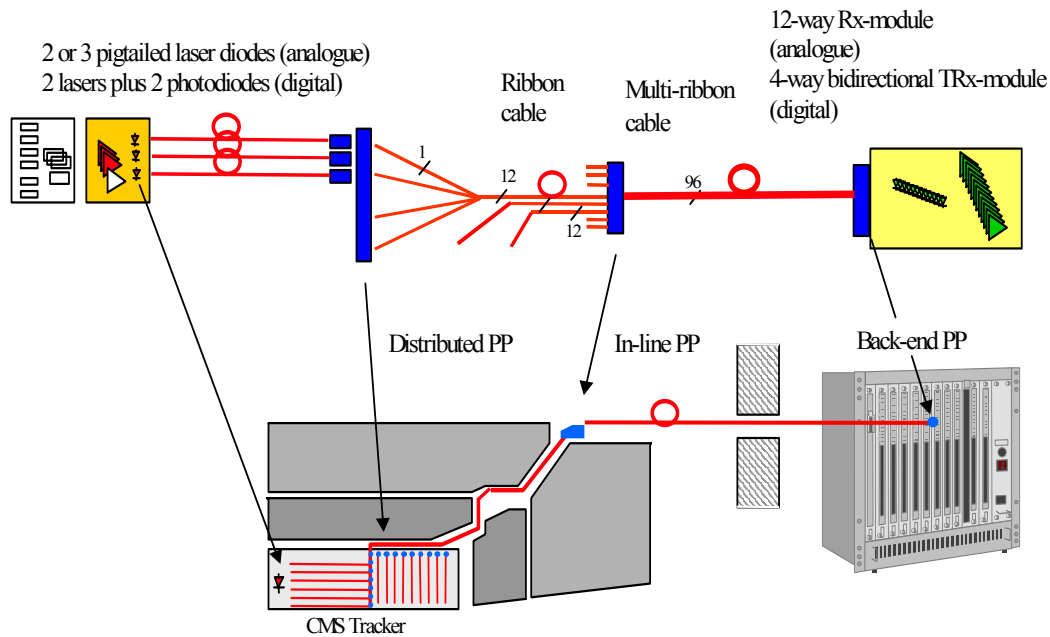 2 or 3 pigtailed laser diodes (analogue)
2 lasers plus 2 photodiodes (digital)
Ribbon
cable
Multi-ribbon
cable
12-way Rx-module
(analogue)
4-way bidirectional TRx-module
(digital)
1
12
12
96
Distributed PP
In-line PP
Back-end PP
CMS Tracker